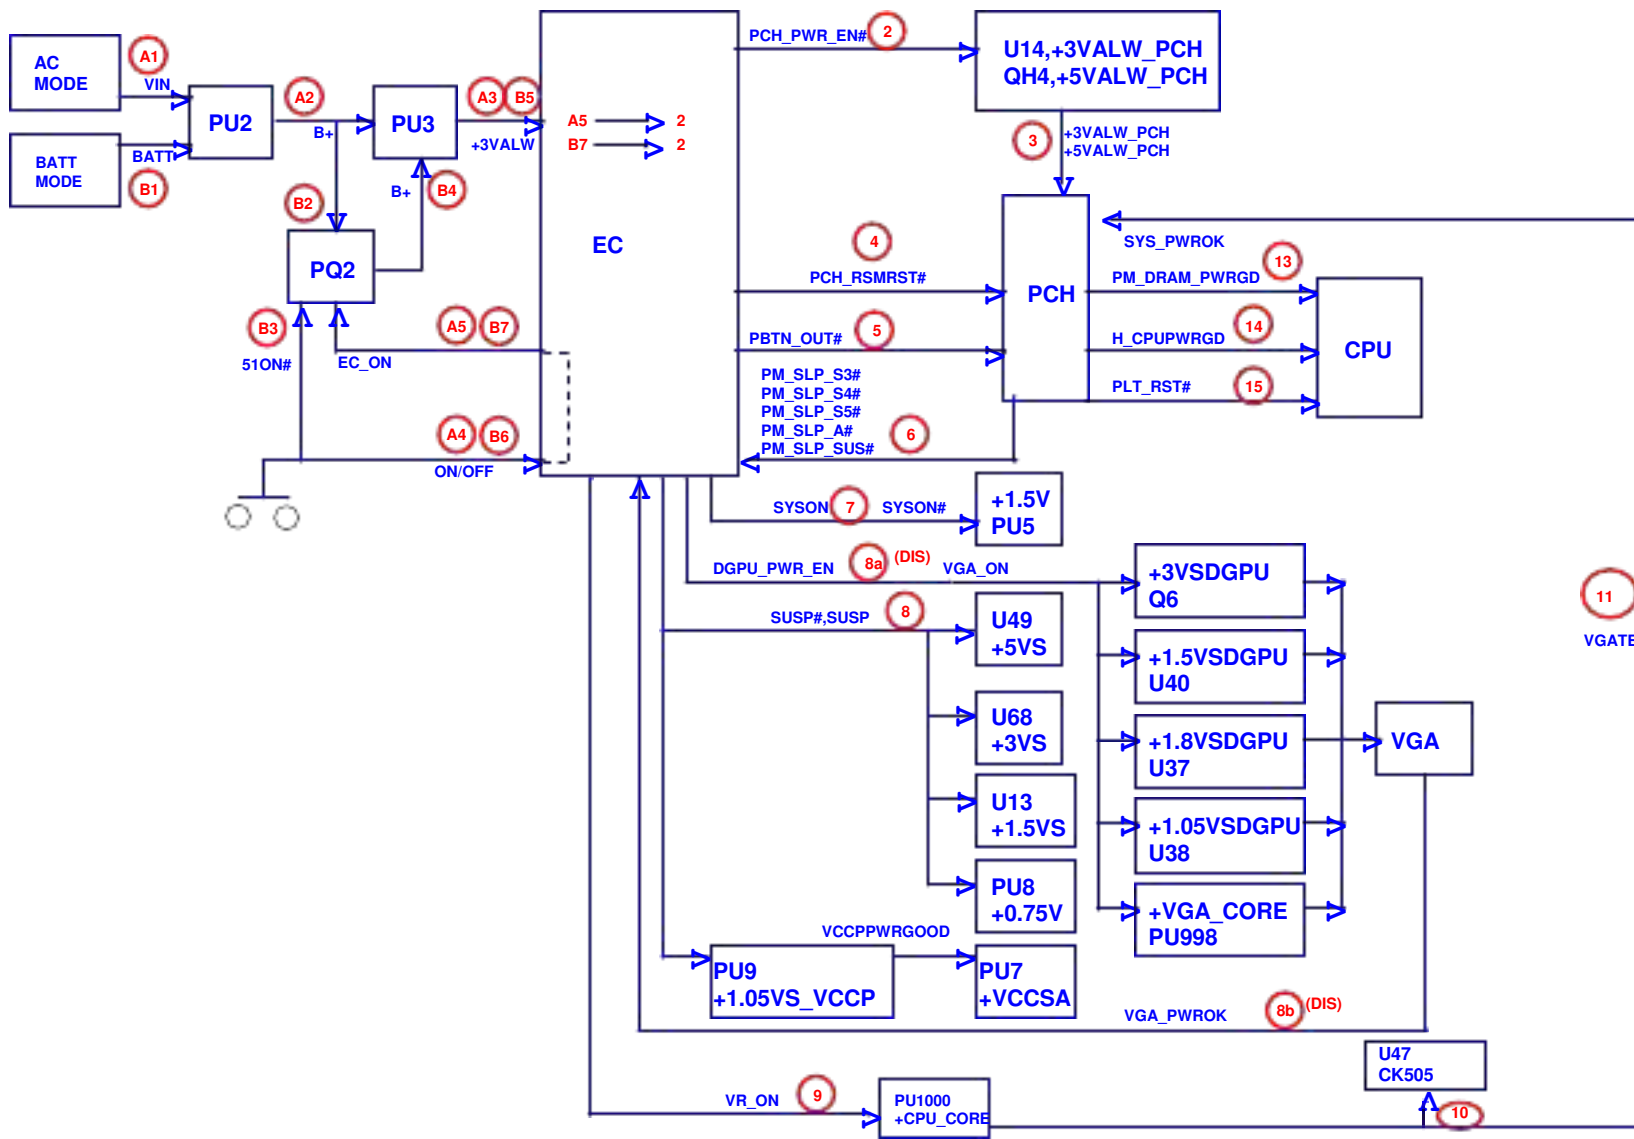 AC
MODE
A1
VIN
BATT
MODE
BATT
B1
PU2
A2
B+
PU3
A3
B5
+3VALW
B+
B4
B2
PQ2
B3
51ON#
EC_ON
A5
B7
A4
B6
ON/OFF
A5
2
B7
2
EC
PCH_PWR_EN#
2
U14,+3VALW_PCH
QH4,+5VALW_PCH
3
+3VALW_PCH
+5VALW_PCH
4
PCH_RSMRST#
PBTN_OUT#
5
PCH
SYS_PWROK
PM_DRAM_PWRGD
13
H_CPUPWRGD
14
PLT_RST#
15
CPU
PM_SLP_S3#
PM_SLP_S4#
PM_SLP_S5#
PM_SLP_A#
PM_SLP_SUS#
6
SYSON
7
SYSON#
+1.5V
PU5
DGPU_PWR_EN
8a
(DIS)
VGA_ON
SUSP#,SUSP
8
U49
+5VS
U68
+3VS
U13
+1.5VS
PU8
+0.75V
+3VSDGPU
Q6
+1.5VSDGPU
U40
+1.8VSDGPU
U37
+1.05VSDGPU
U38
+VGA_CORE
PU998
VGA
11
VGATE
VCCPPWRGOOD
PU9
+1.05VS_VCCP
PU7
+VCCSA
VGA_PWROK
8b
(DIS)
U47
CK505
VR_ON
9
PU1000
+CPU_CORE
10